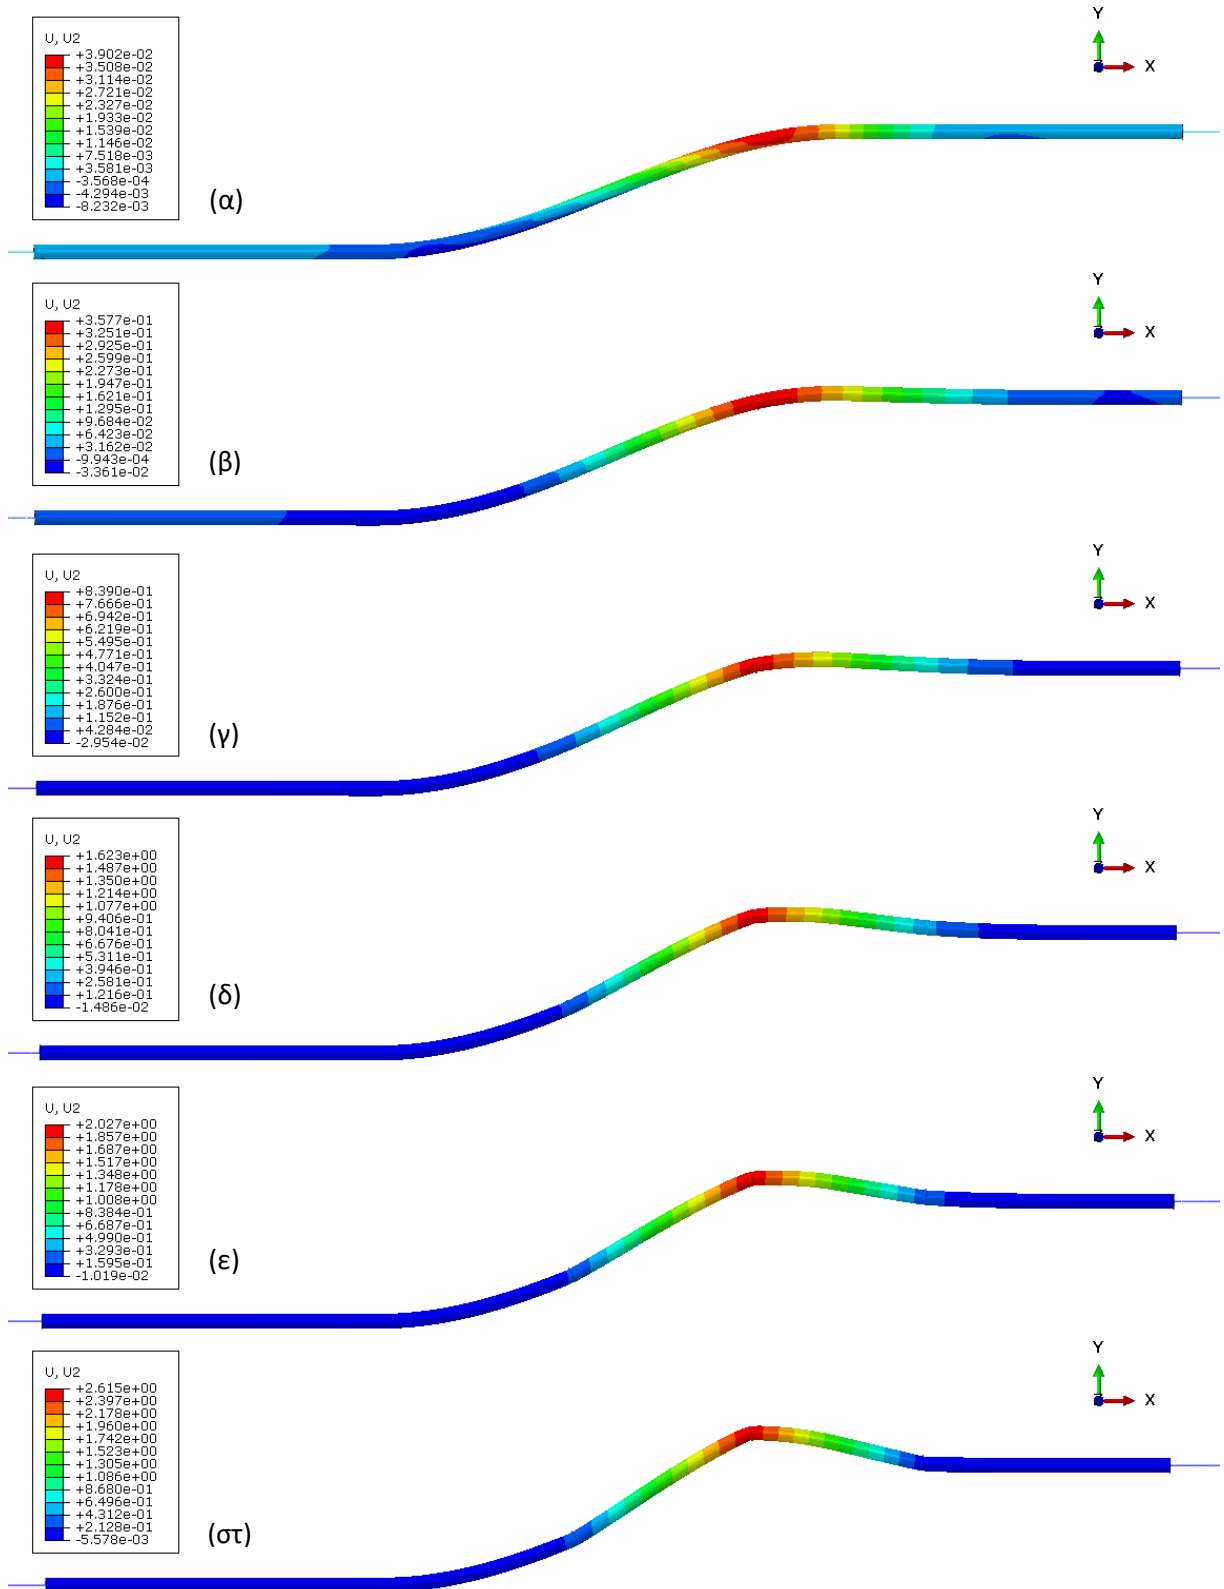 U, U2
+3.902e-02
+3.508e-02
+3.114e-02
+2.721e-02
+2.327e-02
+1.933e-02
+1.539e-02
+1.146e-02
+7.518e-03
+3.581e-03
-3.568e-04
-4.294e-03
-8.232e-03
(α)
Y
X
U, U2
+3.577e-01
+3.251e-01
+2.925e-01
+2.599e-01
+2.273e-01
+1.947e-01
+1.621e-01
+1.295e-01
+9.684e-02
+6.423e-02
+3.162e-02
-9.943e-04
-3.361e-02
(β)
Y
X
U, U2
+8.390e-01
+7.666e-01
+6.942e-01
+6.219e-01
+5.495e-01
+4.771e-01
+4.047e-01
+3.324e-01
+2.600e-01
+1.876e-01
+1.152e-01
+4.284e-02
-2.954e-02
(γ)
Y
X
U, U2
+1.623e+00
+1.487e+00
+1.350e+00
+1.214e+00
+1.077e+00
+9.406e-01
+8.041e-01
+6.676e-01
+5.311e-01
+3.946e-01
+2.581e-01
+1.216e-01
-1.486e-02
(δ)
Y
X
U, U2
+2.027e+00
+1.857e+00
+1.687e+00
+1.517e+00
+1.348e+00
+1.178e+00
+1.008e+00
+8.384e-01
+6.687e-01
+4.990e-01
+3.293e-01
+1.595e-01
-1.019e-02
(ε)
Y
X
U, U2
+2.615e+00
+2.397e+00
+2.178e+00
+1.960e+00
+1.742e+00
+1.523e+00
+1.305e+00
+1.086e+00
+8.680e-01
+6.496e-01
+4.312e-01
+2.128e-01
-5.578e-03
(στ)
Y
X